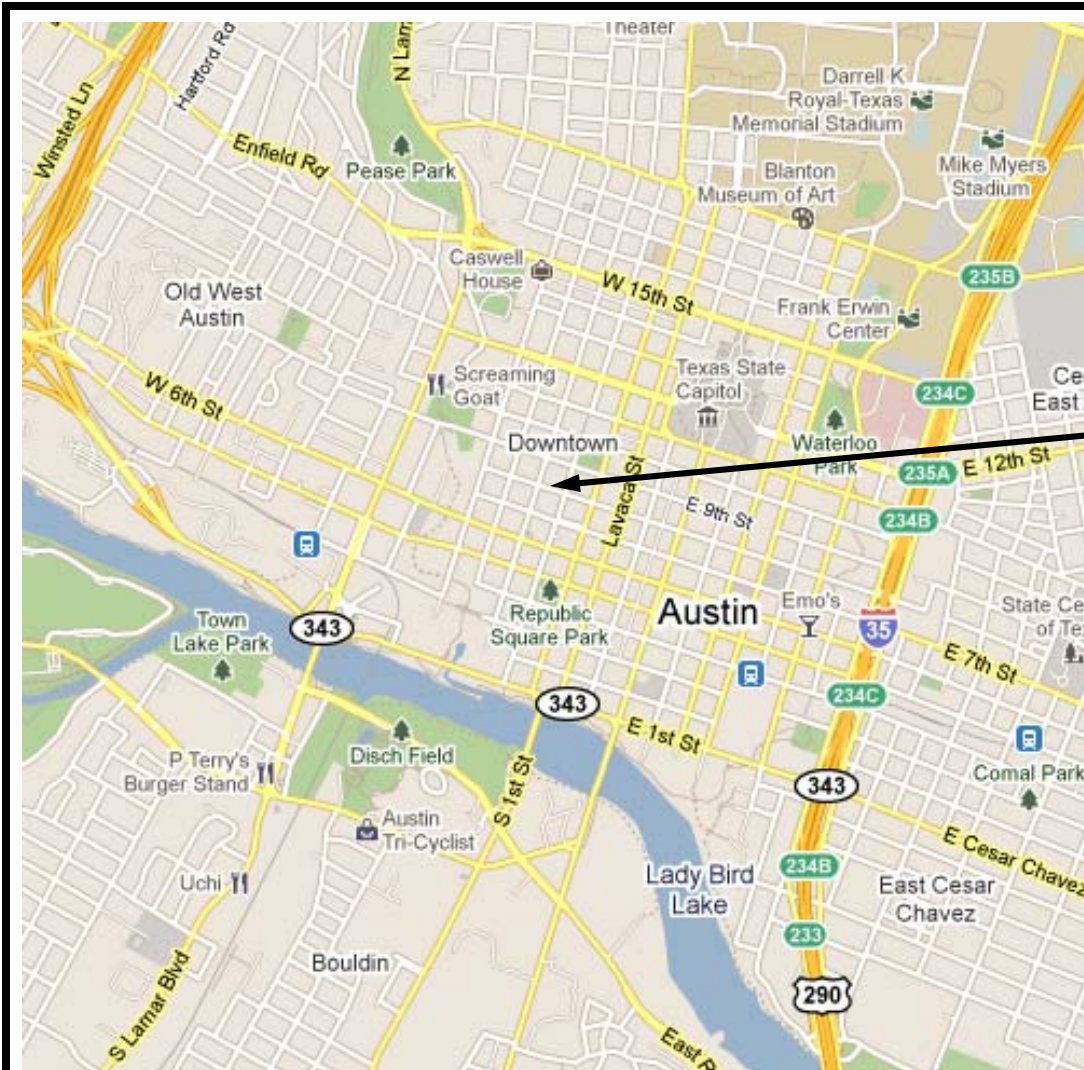 Theater
Hartford Rd
N Lam
Winsted Ln
Darrell K
Royal-Texas
Memorial Stadium
Enfield Rd
Pease Park
Blanton
Museum of Art
Mike Myers
Stadium
Caswell
House
235B
W 15th St
Old West
Austin
Frank Erwin
Center
Screaming
Goat
Texas State
Capitol
234C
Ce
East
W 6th St
Downtown
Waterloo
Park
Lavaca St
235A
E 12th St
E 9th St
234B
Republic
Square Park
Austin
Emo's
35
State Ce
of Te
Town
Lake Park
343
E 7th St
234C
343
E 1st St
Disch Field
P Terry's
Burger Stand
S 1st St
Comal Park
343
Austin
Tri-Cyclist
E Cesar Chavez
234B
Lady Bird
Lake
Uchi
East Cesar
Chavez
233
Bouldin
290
S Lamar Blvd
East R